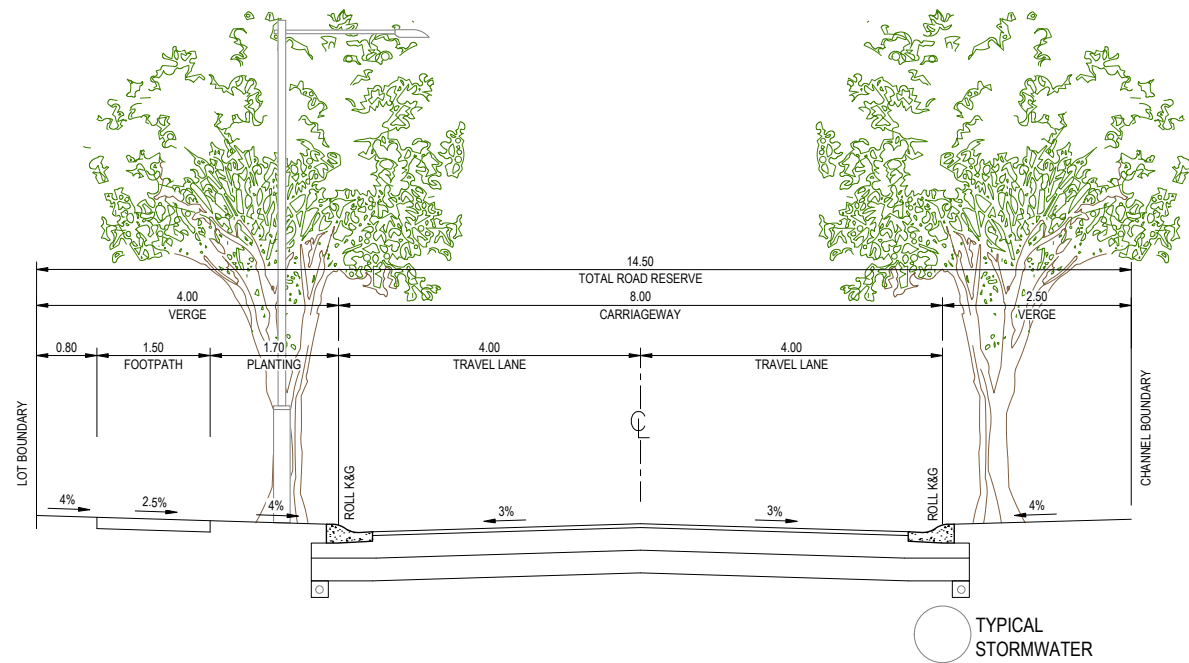 14.50
TOTAL ROAD RESERVE
4.00
VERGE
8.00
CARRIAGEWAY
2.50
VERGE
0.80
1.50
FOOTPATH
1.70
PLANTING
4.00
TRAVEL LANE
4.00
TRAVEL LANE
LOT BOUNDARY
ROLL K&G
CL
ROLL K&G
CHANNEL BOUNDARY
4%
2.5%
4%
3%
3%
4%
TYPICAL
STORMWATER